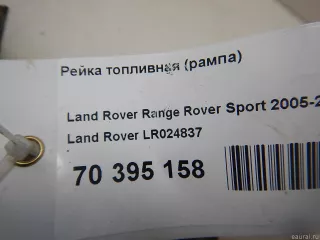 Рейка топливная (рампа)
Land Rover Range Rover Sport 2005-2
Land Rover LR024837
70 395 158